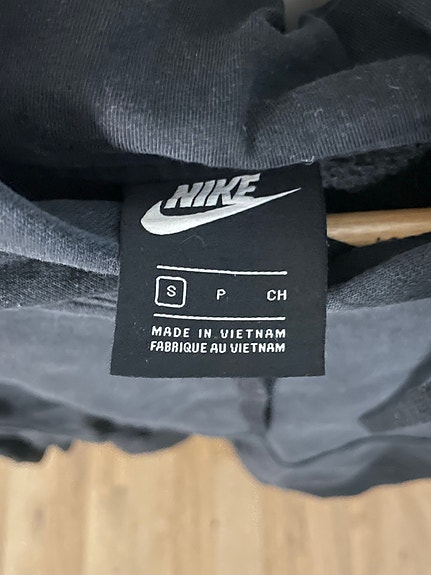 NIKE
S P CH
MADE IN VIETNAM
FABRIQUE AU VIETNAM